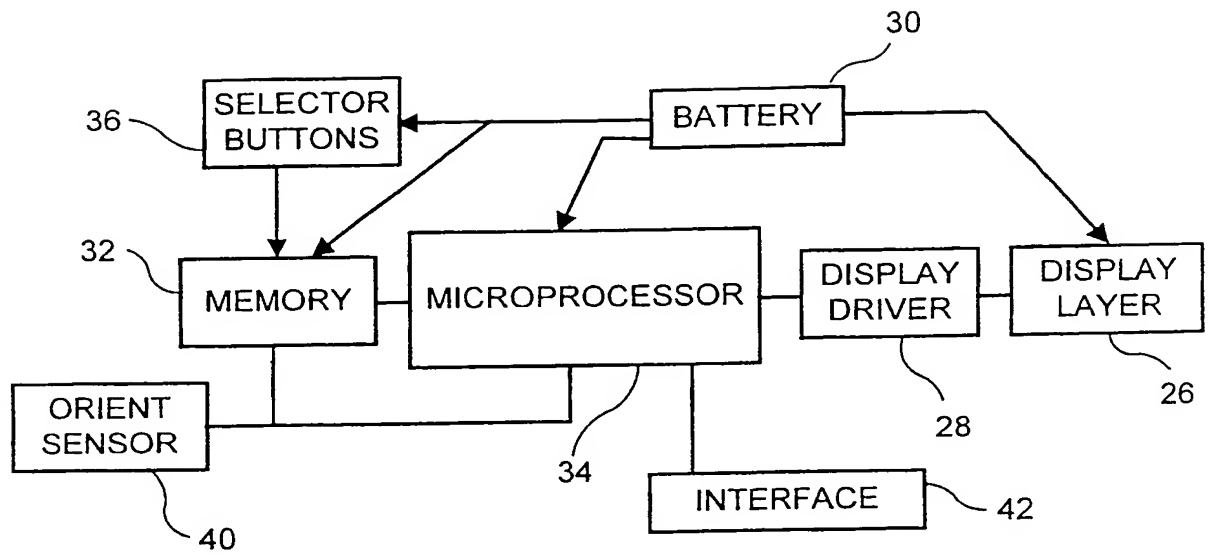 30
SELECTOR
BUTTONS
36
BATTERY
32
MEMORY
MICROPROCESSOR
DISPLAY
DRIVER
DISPLAY
LAYER
ORIENT
SENSOR
34
28
26
INTERFACE
42
40